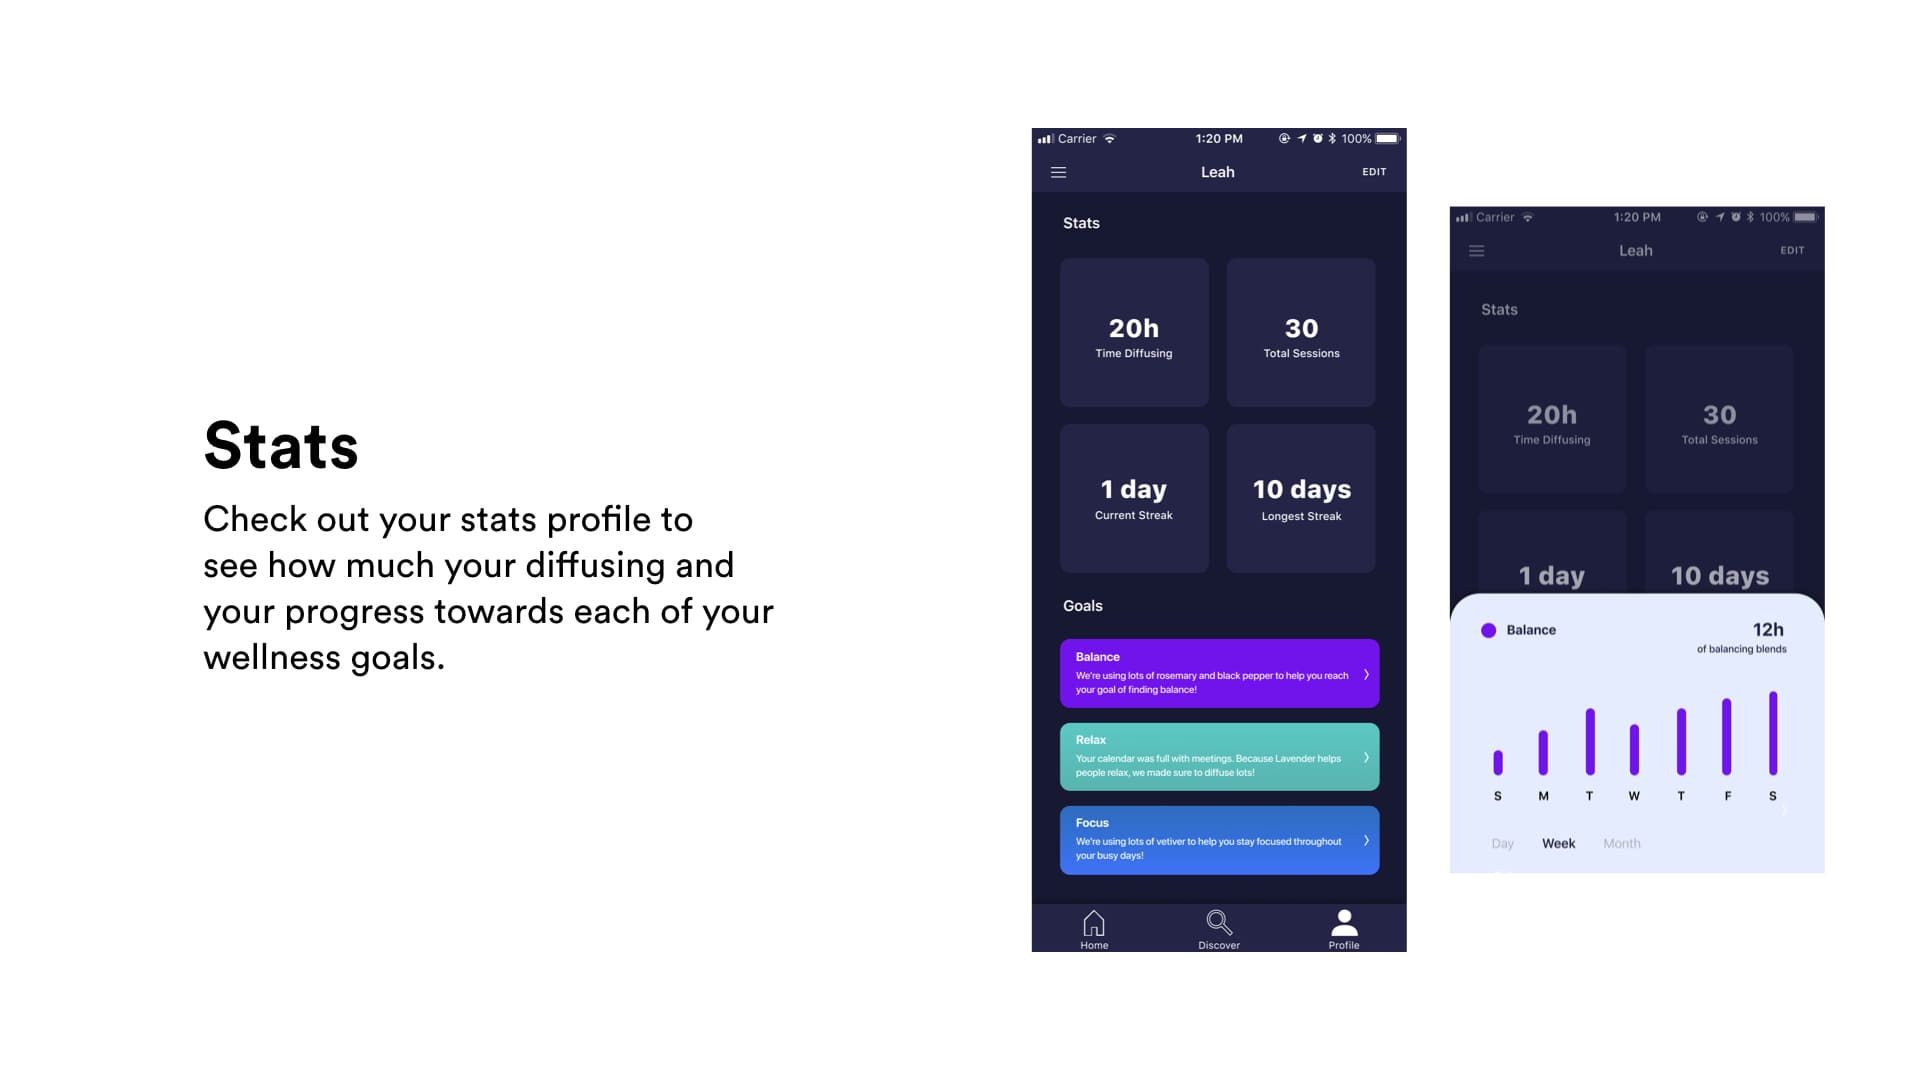 Stats
Check out your stats profile to
see how much your diffusing and
your progress towards each of your
wellness goals.
Carrier 1:20 PM 100%
Leah EDIT
Stats
20h
Time Diffusing
30
Total Sessions
1 day
Current Streak
10 days
Longest Streak
Goals
Balance
We're using lots of rosemary and black pepper to help you reach
your goal of finding balance!
Relax
Your calendar was full with meetings. Because Lavender helps
people relax, we made sure to diffuse lots!
Focus
We're using lots of vetiver to help you stay focused throughout
your busy days!
Home Discover Profile
Carrier 1:20 PM 100%
Leah EDIT
Stats
20h
Time Diffusing
30
Total Sessions
1 day
10 days
Balance 12h
of balancing blends
S M T W T F S
Day Week Month